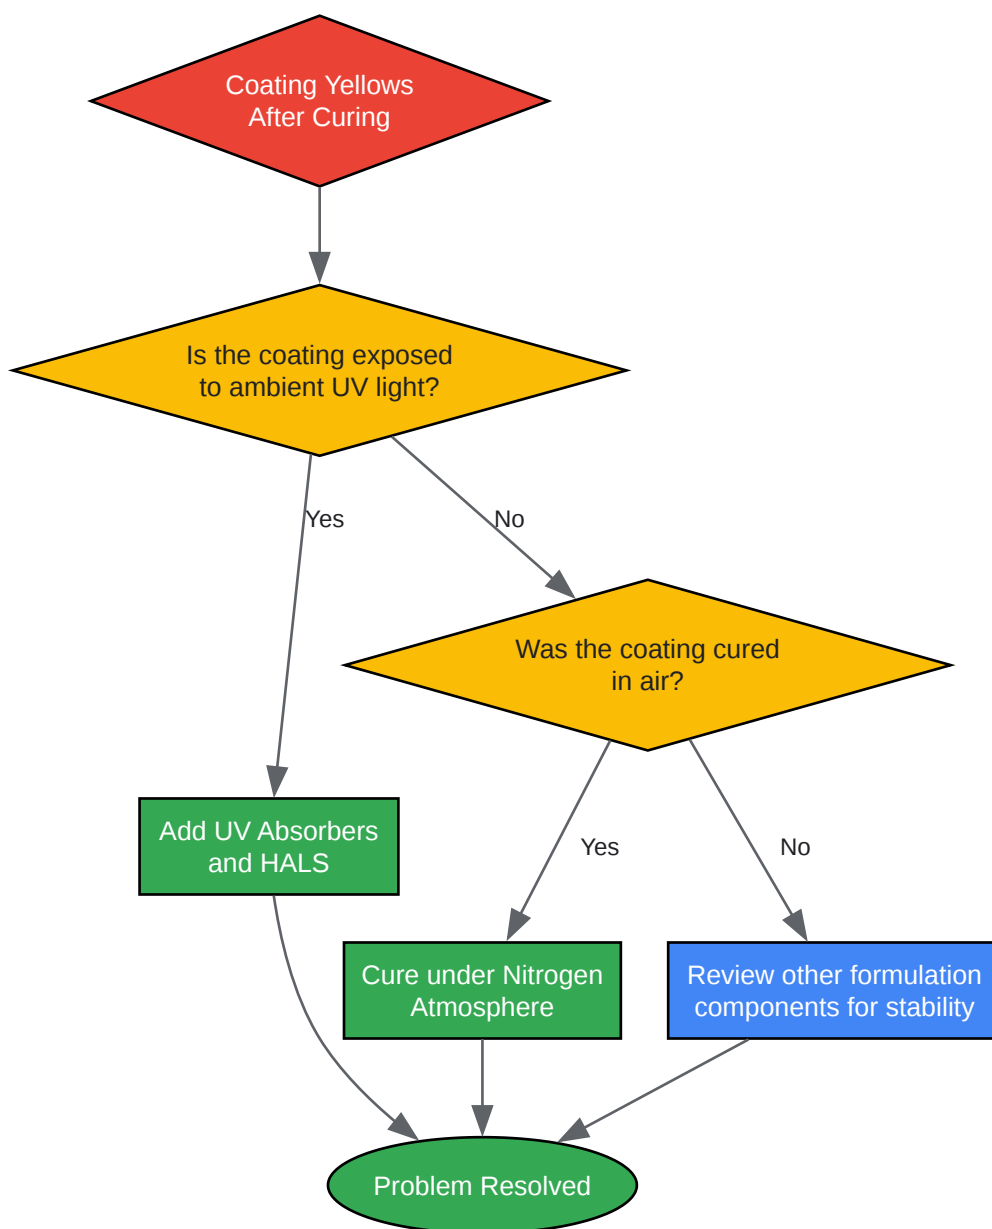 Coating Yellows
After Curing
Is the coating exposed
to ambient UV light?
Yes
No
Was the coating cured
in air?
Add UV Absorbers
and HALS
Yes
No
Cure under Nitrogen
Atmosphere
Review other formulation
components for stability
Problem Resolved